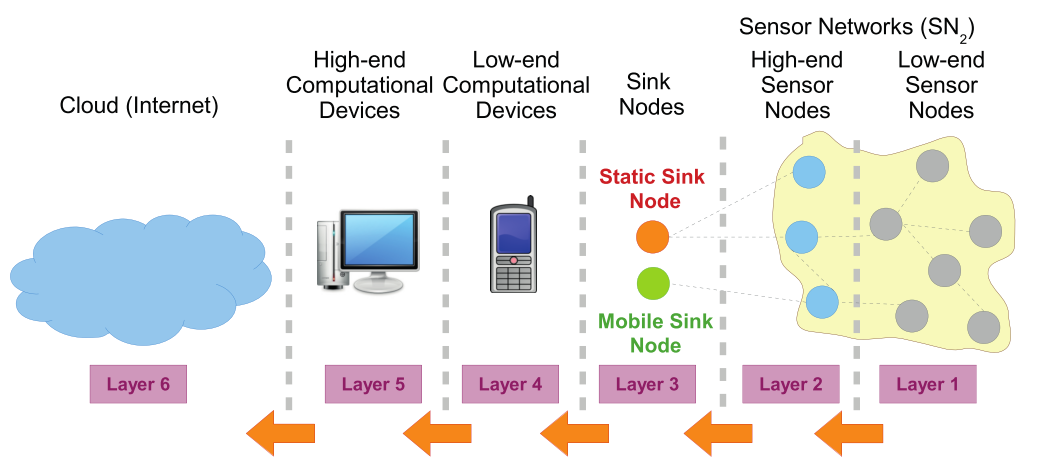 Sensor Networks (SN2)
Cloud (Internet)
High-end
Computational
Devices
Low-end
Computational
Devices
Sink
Nodes
High-end
Sensor
Nodes
Low-end
Sensor
Nodes
Static Sink
Node
Mobile Sink
Node
Layer 6
Layer 5
Layer 4
Layer 3
Layer 2
Layer 1